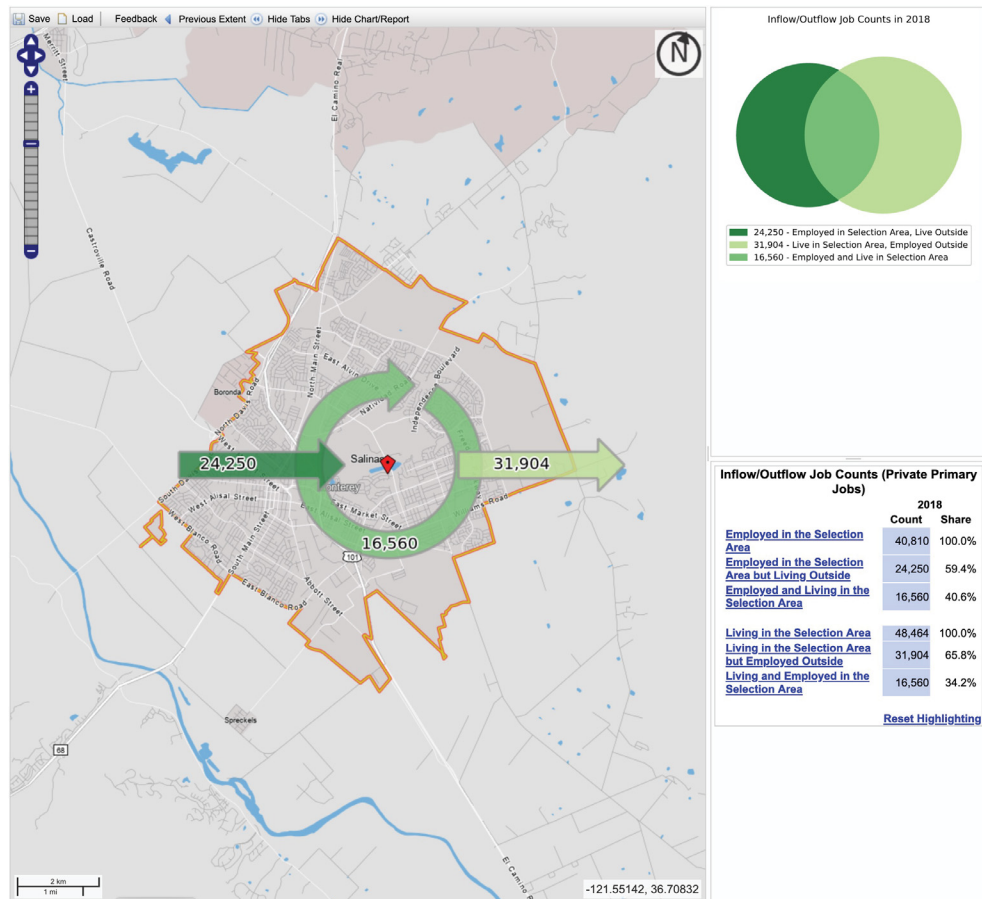 Save Load Feedback Previous Extent Hide Tabs Hide Chart/Report
Merritt Street
El Camino Real
N
Castroville Road
North Main Street
East Alvin Drive
Independence Boulevard
Boronda
North Davis Road
24,250
Salinas
31,904
West Alisal Street
East Market Street
Williams Road
16,560
West Blanco Road
South Main Street
101
Abbott Street
East Blanco Road
Spreckels
68
El Camino
2 km
1 mi
-121.55142, 36.70832
Inflow/Outflow Job Counts in 2018
24,250 - Employed in Selection Area, Live Outside
31,904 - Live in Selection Area, Employed Outside
16,560 - Employed and Live in Selection Area
Inflow/Outflow Job Counts (Private Primary
Jobs)
2018
Count Share
Employed in the Selection
Area 40,810 100.0%
Employed in the Selection
Area but Living Outside 24,250 59.4%
Employed and Living in the
Selection Area 16,560 40.6%
Living in the Selection Area 48,464 100.0%
Living in the Selection Area
but Employed Outside 31,904 65.8%
Living and Employed in the
Selection Area 16,560 34.2%
Reset Highlighting